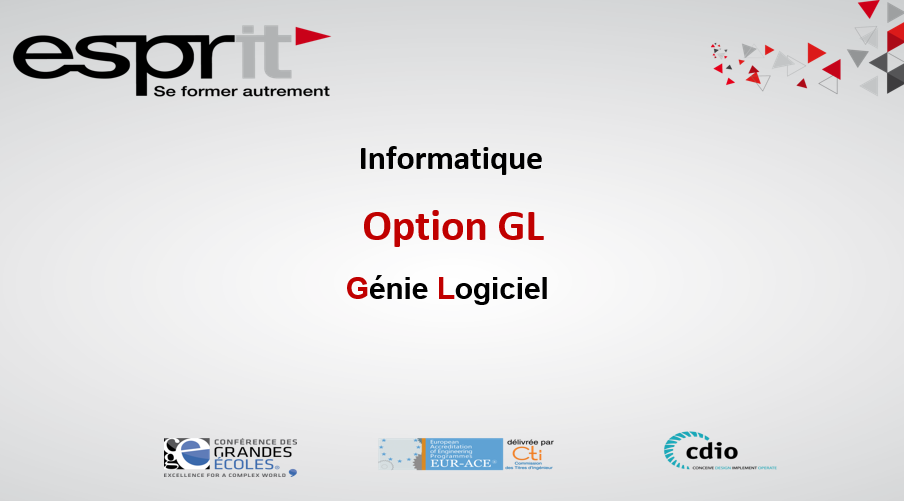 esprit
Se former autrement
Informatique
Option GL
Génie Logiciel
CONFÉRENCE DES
GRANDES
ÉCOLES
EXCELLENCE FOR A COMPLEX WORLD
European
Accreditation
of Engineering
Programmes
EUR-ACE®
délivrée par
Cti
Commission
des Titres d'Ingénieur
cdio
CONCEIVE DESIGN IMPLEMENT OPERATE